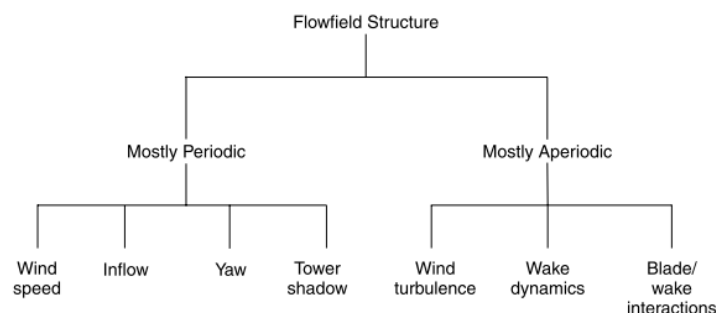 Flowfield Structure
Mostly Periodic
Mostly Aperiodic
Wind
speed
Inflow
Yaw
Tower
shadow
Wind
turbulence
Wake
dynamics
Blade/
wake
interactions